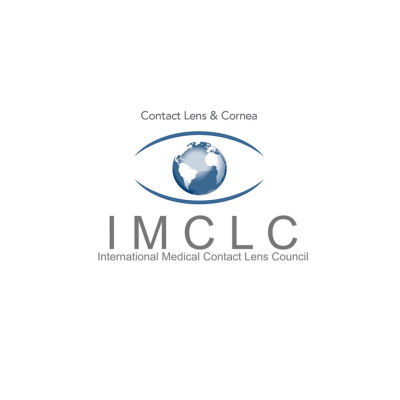 Contact Lens & Cornea
IMCLC
International Medical Contact Lens Council